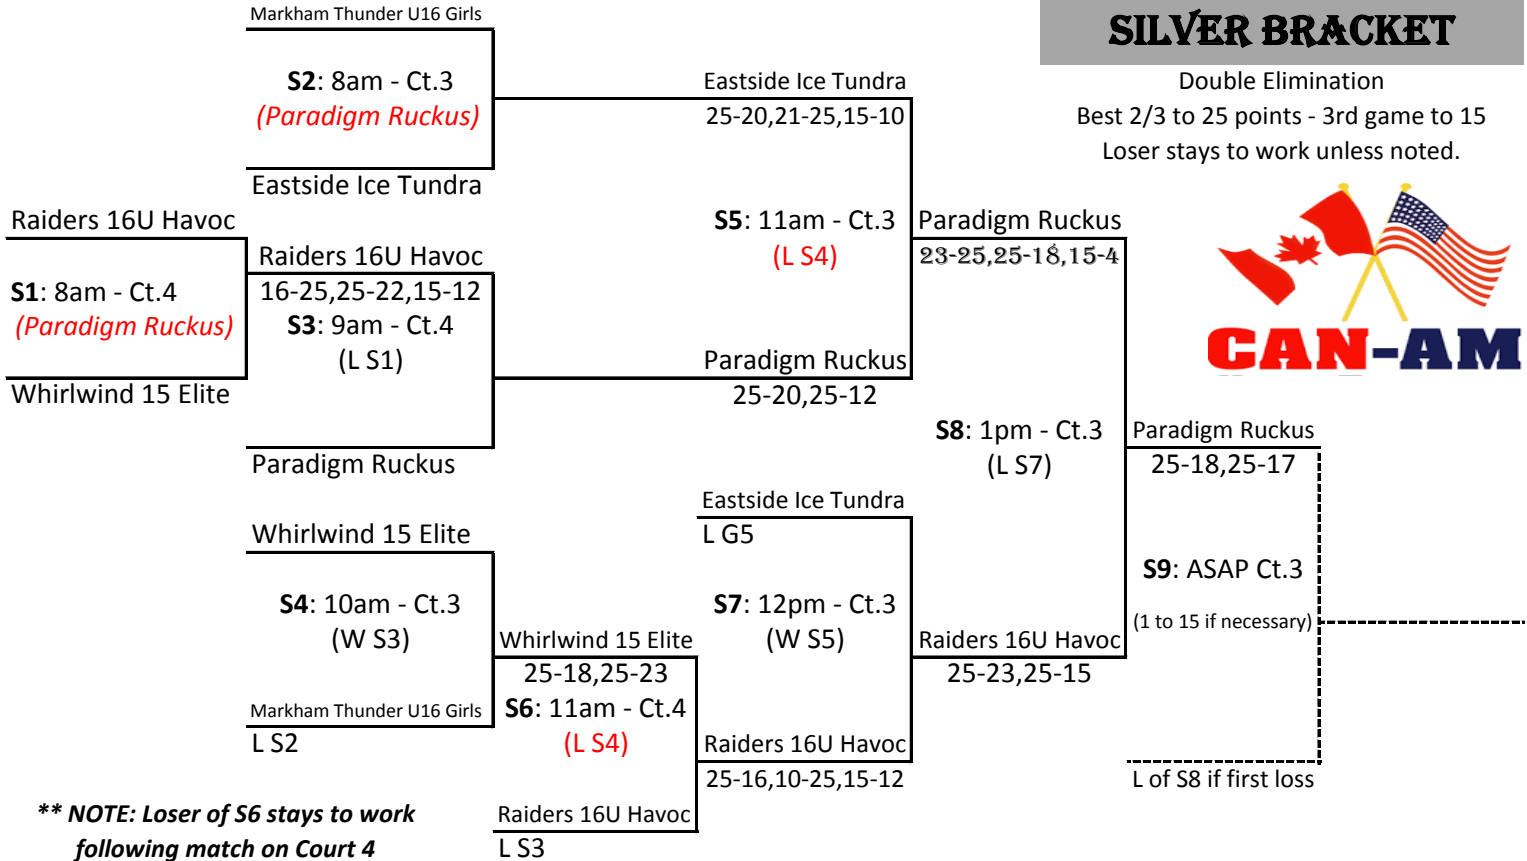 Markham Thunder U16 Girls
SILVER BRACKET
S2: 8am - Ct.3
(Paradigm Ruckus)
Eastside Ice Tundra
25-20,21-25,15-10
Double Elimination
Best 2/3 to 25 points - 3rd game to 15
Loser stays to work unless noted.
Eastside Ice Tundra
Raiders 16U Havoc
S1: 8am - Ct.4
(Paradigm Ruckus)
Whirlwind 15 Elite
Raiders 16U Havoc
16-25,25-22,15-12
S3: 9am - Ct.4
(L S1)
Paradigm Ruckus
S5: 11am - Ct.3
(L S4)
Paradigm Ruckus
25-20,25-12
Paradigm Ruckus
23-25,25-18,15-4
CAN-AM
S8: 1pm - Ct.3
(L S7)
Paradigm Ruckus
25-18,25-17
Whirlwind 15 Elite
S4: 10am - Ct.3
(W S3)
Markham Thunder U16 Girls
L S2
Eastside Ice Tundra
L G5
S7: 12pm - Ct.3
(W S5)
Whirlwind 15 Elite
25-18,25-23
S6: 11am - Ct.4
(L S4)
Raiders 16U Havoc
L S3
Raiders 16U Havoc
25-16,10-25,15-12
Raiders 16U Havoc
25-23,25-15
S9: ASAP Ct.3
(1 to 15 if necessary)
L of S8 if first loss
** NOTE: Loser of S6 stays to work
following match on Court 4